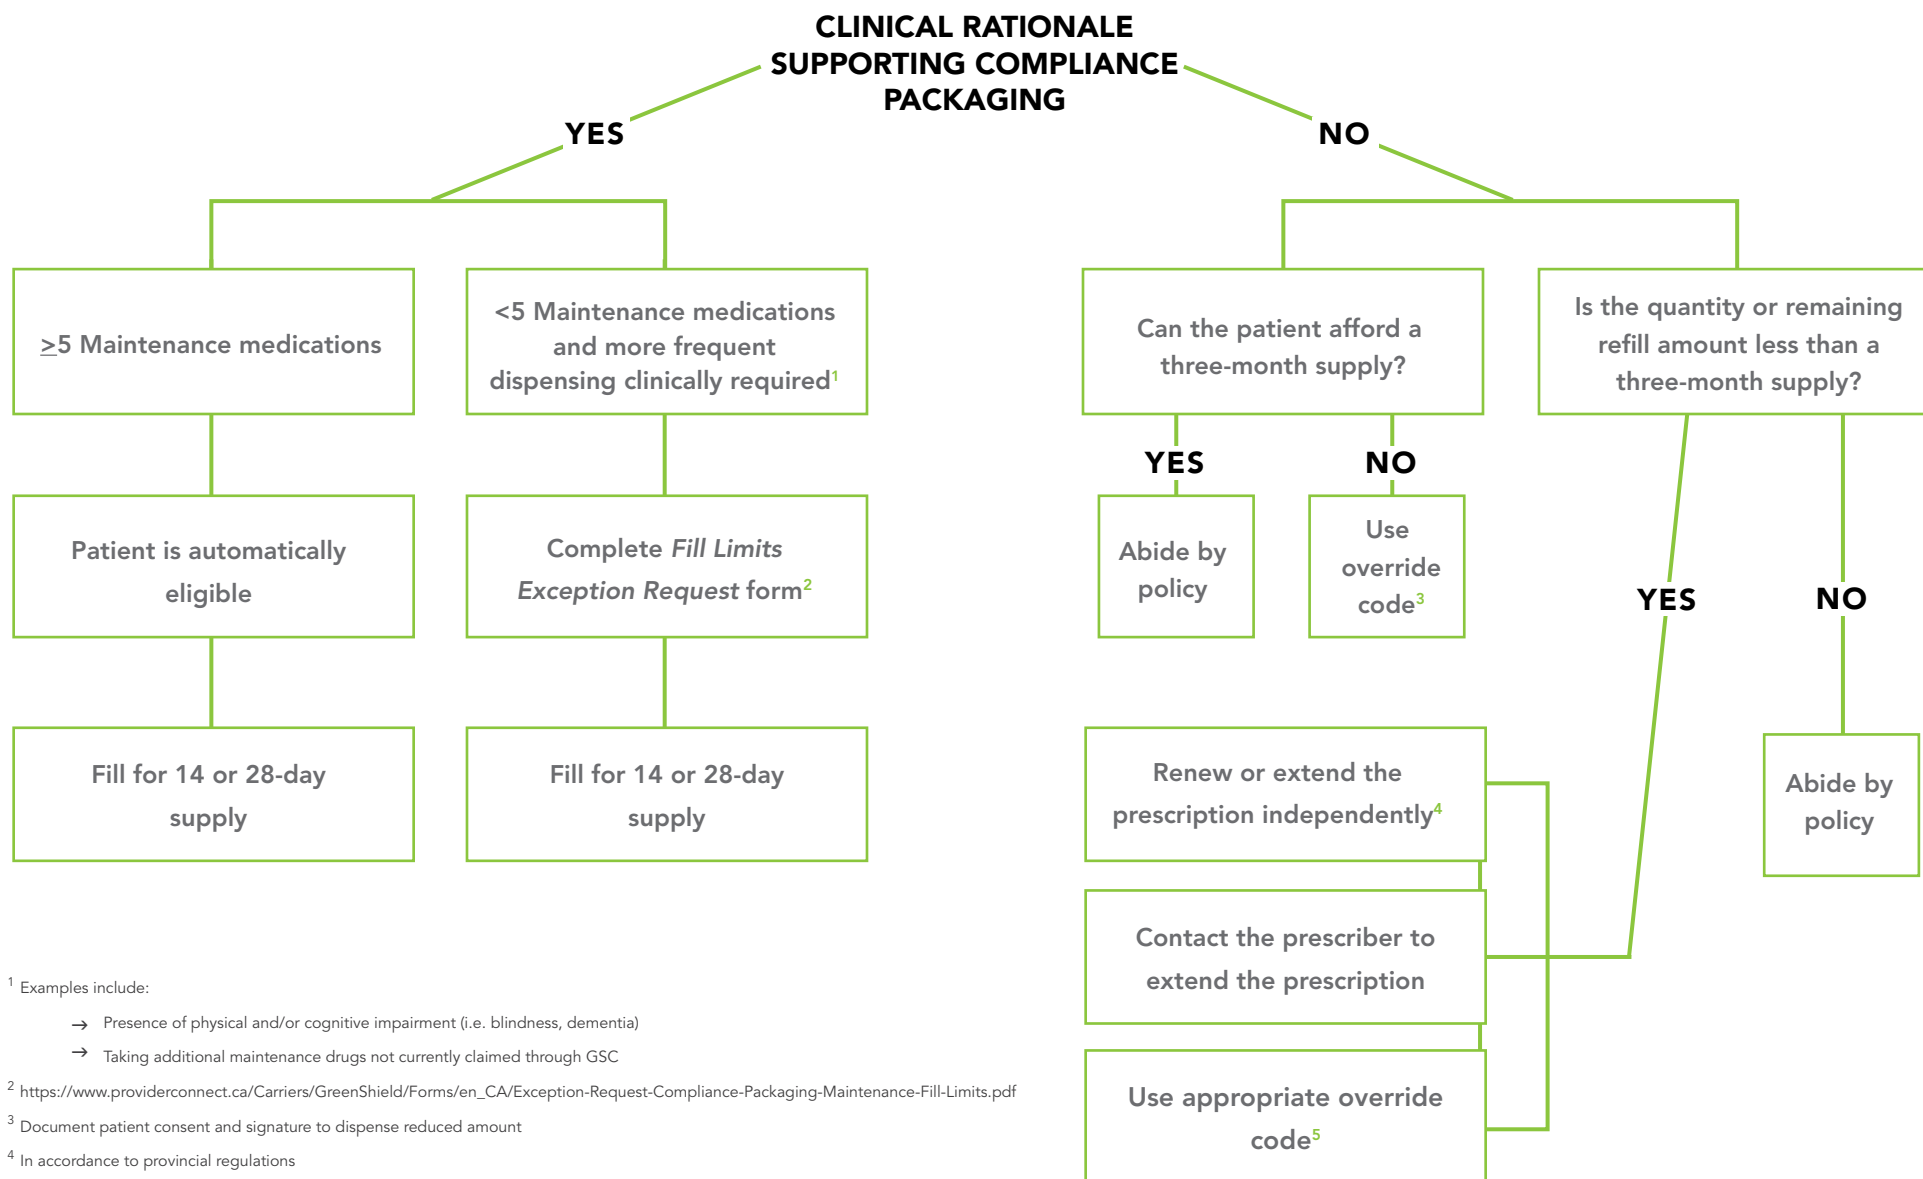 CLINICAL RATIONALE
SUPPORTING COMPLIANCE
PACKAGING
YES
NO
≥5 Maintenance medications
<5 Maintenance medications
and more frequent
dispensing clinically required1
Can the patient afford a
three-month supply?
Is the quantity or remaining
refill amount less than a
three-month supply?
YES
NO
Patient is automatically
eligible
Complete Fill Limits
Exception Request form2
Abide by
policy
Use
override
code3
YES
NO
Fill for 14 or 28-day
supply
Fill for 14 or 28-day
supply
Renew or extend the
prescription independently4
Abide by
policy
Contact the prescriber to
extend the prescription
Use appropriate override
code5
1 Examples include:
→ Presence of physical and/or cognitive impairment (i.e. blindness, dementia)
→ Taking additional maintenance drugs not currently claimed through GSC
2 https://www.providerconnect.ca/Carriers/GreenShield/Forms/en_CA/Exception-Request-Compliance-Packaging-Maintenance-Fill-Limits.pdf
3 Document patient consent and signature to dispense reduced amount
4 In accordance to provincial regulations